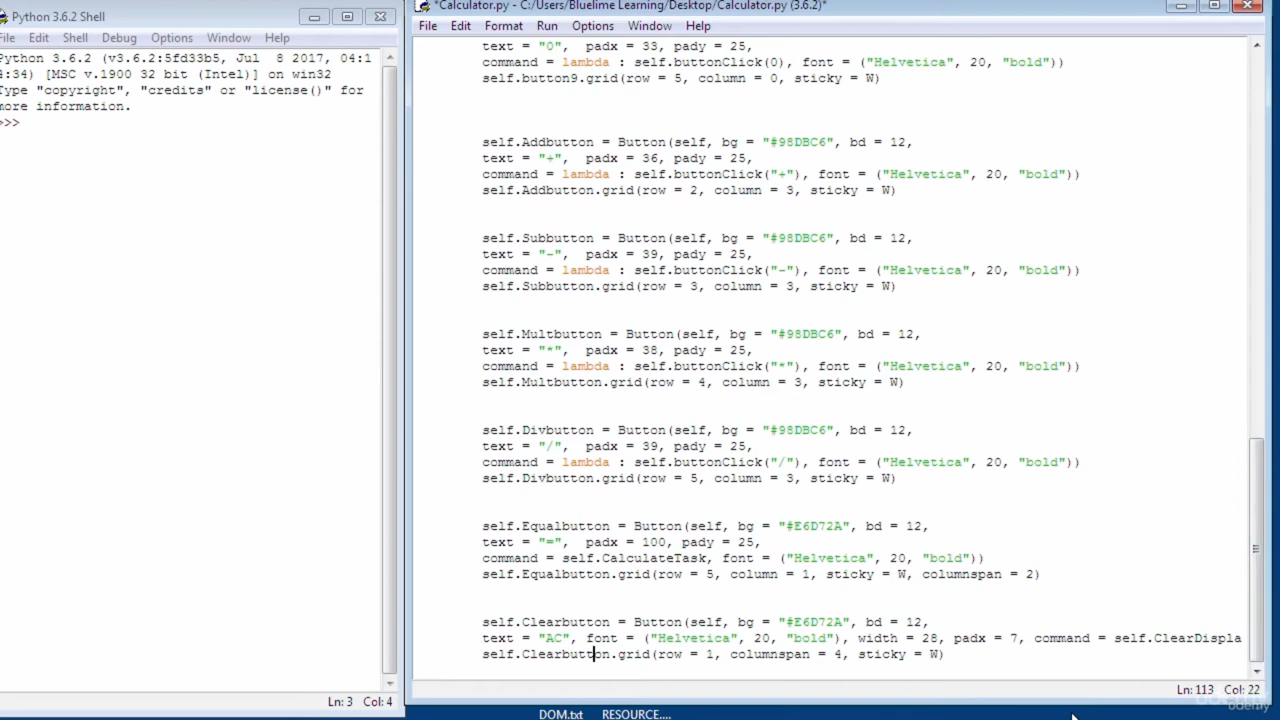 Python 3.6.2 Shell
File Edit Shell Debug Options Window Help
Python 3.6.2 (v3.6.2:5fd33b5, Jul 8 2017, 04:1
4:34) [MSC v.1900 32 bit (Intel)] on win32
Type "copyright", "credits" or "license()" for
more information.
>>>
Ln: 3 Col: 4
*Calculator.py - C:/Users/Bluelime Learning/Desktop/Calculator.py (3.6.2)*
File Edit Format Run Options Window Help
text = "0", padx = 33, pady = 25,
command = lambda : self.buttonClick(0), font = ("Helvetica", 20, "bold"))
self.button9.grid(row = 5, column = 0, sticky = W)
self.Addbutton = Button(self, bg = "#98DBC6", bd = 12,
text = "+", padx = 36, pady = 25,
command = lambda : self.buttonClick("+"), font = ("Helvetica", 20, "bold"))
self.Addbutton.grid(row = 2, column = 3, sticky = W)
self.Subbutton = Button(self, bg = "#98DBC6", bd = 12,
text = "-", padx = 39, pady = 25,
command = lambda : self.buttonClick("-"), font = ("Helvetica", 20, "bold"))
self.Subbutton.grid(row = 3, column = 3, sticky = W)
self.Multbutton = Button(self, bg = "#98DBC6", bd = 12,
text = "*", padx = 38, pady = 25,
command = lambda : self.buttonClick("*"), font = ("Helvetica", 20, "bold"))
self.Multbutton.grid(row = 4, column = 3, sticky = W)
self.Divbutton = Button(self, bg = "#98DBC6", bd = 12,
text = "/", padx = 39, pady = 25,
command = lambda : self.buttonClick("/"), font = ("Helvetica", 20, "bold"))
self.Divbutton.grid(row = 5, column = 3, sticky = W)
self.Equalbutton = Button(self, bg = "#E6D72A", bd = 12,
text = "=", padx = 100, pady = 25,
command = self.CalculateTask, font = ("Helvetica", 20, "bold"))
self.Equalbutton.grid(row = 5, column = 1, sticky = W, columnspan = 2)
self.Clearbutton = Button(self, bg = "#E6D72A", bd = 12,
text = "AC", font = ("Helvetica", 20, "bold"), width = 28, padx = 7, command = self.ClearDispla
self.Clearbutton.grid(row = 1, columnspan = 4, sticky = W)
Ln: 113 Col: 22
DOM.txt RESOURCE....
udemy